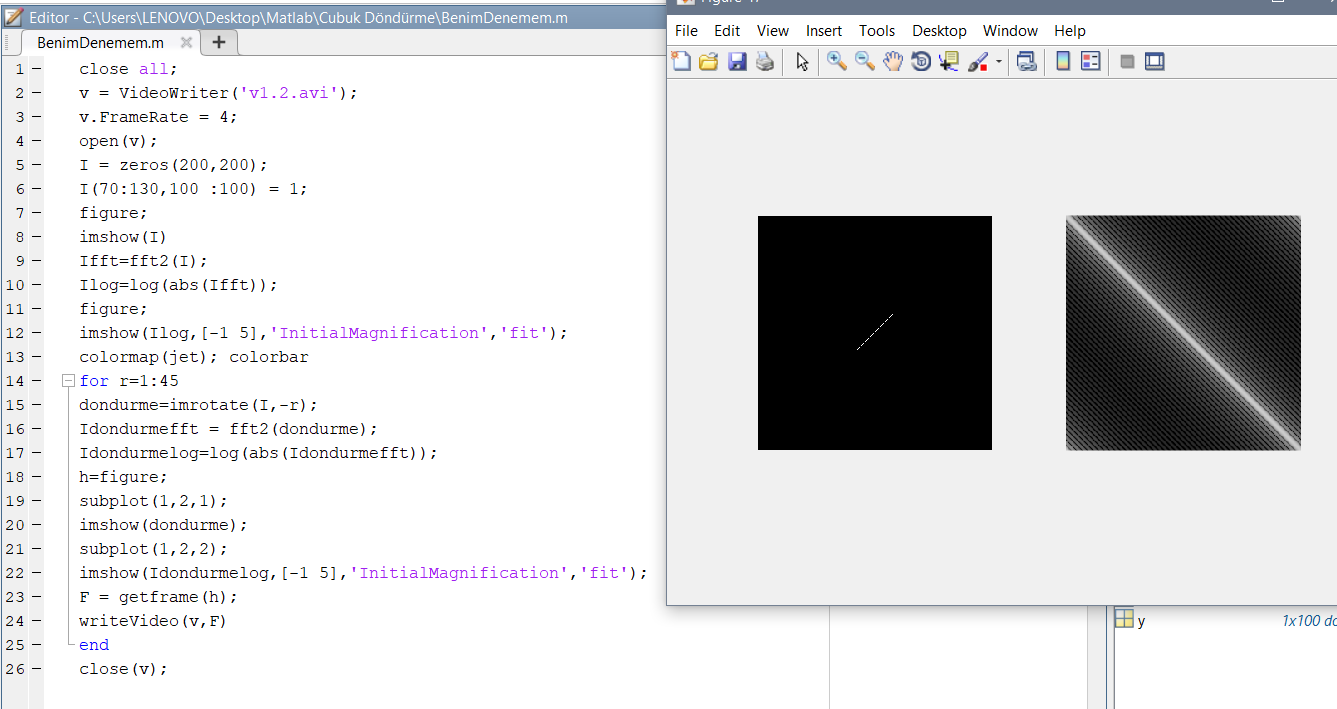 Editor - C:\Users\LENOVO\Desktop\Matlab\Cubuk Döndürme\BenimDenemem.m
BenimDenemem.m
1 – close all;
2 – v = VideoWriter('v1.2.avi');
3 – v.FrameRate = 4;
4 – open(v);
5 – I = zeros(200,200);
6 – I(70:130,100 :100) = 1;
7 – figure;
8 – imshow(I)
9 – Ifft=fft2(I);
10 – Ilog=log(abs(Ifft));
11 – figure;
12 – imshow(Ilog,[-1 5],'InitialMagnification','fit');
13 – colormap(jet); colorbar
14 – for r=1:45
15 – dondurme=imrotate(I,-r);
16 – Idondurmefft = fft2(dondurme);
17 – Idondurmelog=log(abs(Idondurmefft));
18 – h=figure;
19 – subplot(1,2,1);
20 – imshow(dondurme);
21 – subplot(1,2,2);
22 – imshow(Idondurmelog,[-1 5],'InitialMagnification','fit');
23 – F = getframe(h);
24 – writeVideo(v,F)
25 – end
26 – close(v);
File Edit View Insert Tools Desktop Window Help
y 1x100